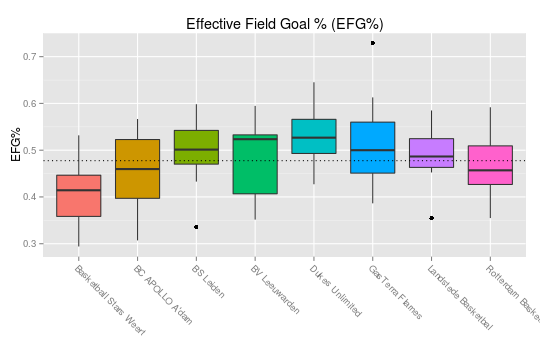 Effective Field Goal % (EFG%)
0.7
0.6
0.5
0.4
0.3
EFG%
Basketball Stars Weert
BC APOLLO A'dam
BS Leiden
BV Leeuwarden
Dukes Unlimited
GasTerra Flames
Landstede Basketbal
Rotterdam Baske